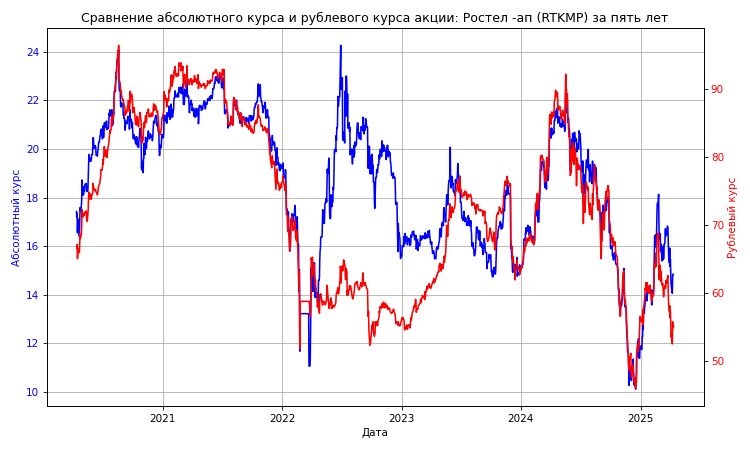 Сравнение абсолютного курса и рублевого курса акции: Ростел -ап (RTKMP) за пять лет
24
22
20
18
16
14
12
10
Абсолютный курс
90
80
70
60
50
Рублевый курс
2021 2022 2023 2024 2025
Дата